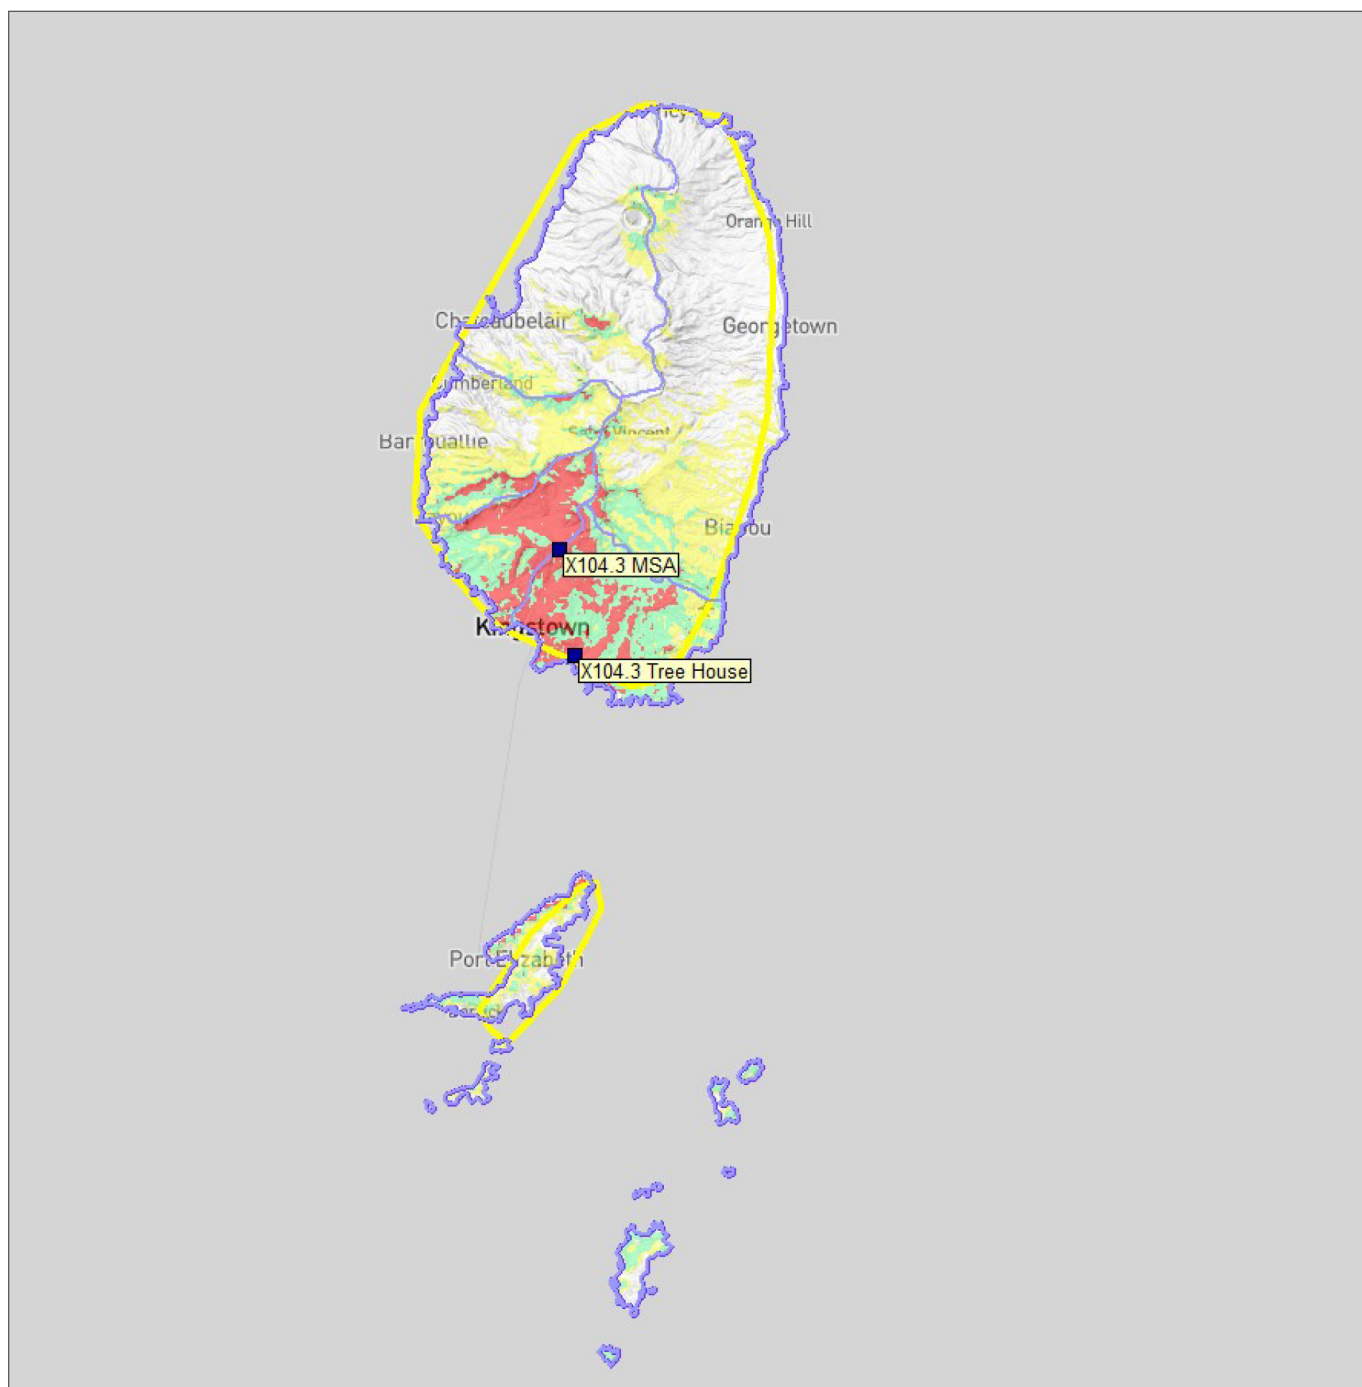 Orange Hill
Chateaubelair
Georgetown
Cumberland
Barrouallie
Saint Vincent
Layou
Biabou
X104.3 MSA
Kingstown
X104.3 Tree House
Port Elizabeth